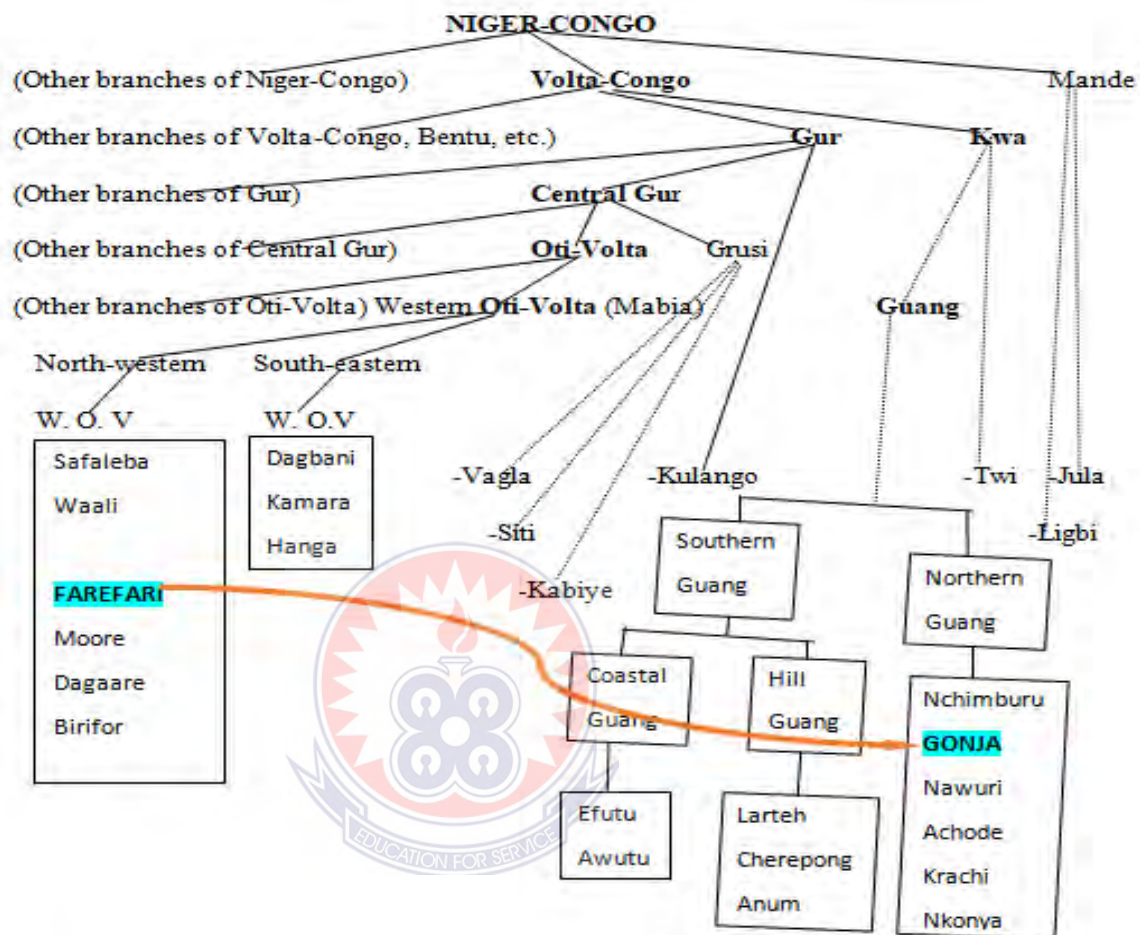 NIGER-CONGO
(Other branches of Niger-Congo) Volta-Congo Mande
(Other branches of Volta-Congo, Bentu, etc.) Gur Kwa
(Other branches of Gur) Central Gur
(Other branches of Central Gur) Oti-Volta Grusi
(Other branches of Oti-Volta) Western Oti-Volta (Mabia) Guang
North-western South-eastern
W. O. V W. O.V
Safaleba
Waali
FAREFARI
Moore
Dagaare
Birifor
Dagbani
Kamara
Hanga
-Vagla -Kulango -Twi -Jula
-Siti -Ligbi
-Kabiye
Southern
Guang
Northern
Guang
Coastal
Guang
Hill
Guang
Efutu
Awutu
Larteh
Cherepong
Anum
Nchimburu
GONJA
Nawuri
Achode
Krachi
Nkonya
EDUCATION FOR SERVICE